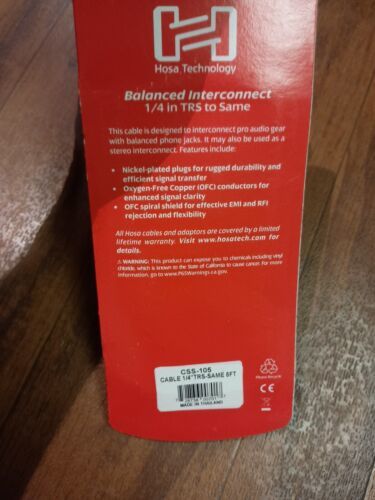 Hosa Technology
Balanced Interconnect
1/4 in TRS to Same
This cable is designed to interconnect pro audio gear
with balanced phone jacks. It may also be used as a
stereo interconnect. Features include:
• Nickel-plated plugs for rugged durability and
efficient signal transfer
• Oxygen-Free Copper (OFC) conductors for
enhanced signal clarity
• OFC spiral shield for effective EMI and RFI
rejection and flexibility
All Hosa cables and adaptors are covered by a limited
lifetime warranty. Visit www.hosatech.com for
details.
⚠ WARNING: This product can expose you to chemicals including vinyl
chloride, which is known to the State of California to cause cancer. For more
information, go to www.P65Warnings.ca.gov.
CSS-105
CABLE 1/4"TRS-SAME 5FT
MADE IN THAILAND
Please Recycle
CE